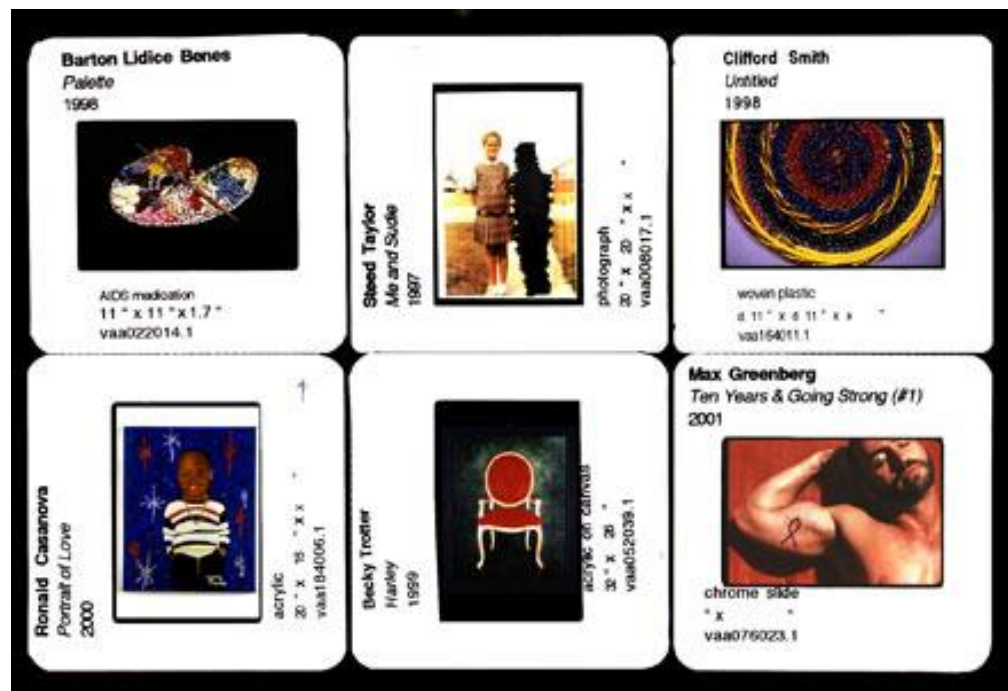 Barton Lidice Benes
Palette
1998
AIDS medication
11 " x 11 " x 1.7 "
vaa022014.1
Steed Taylor
Me and Sudie
1997
photograph
20 " x 20 " x x "
vaa008017.1
Clifford Smith
Untitled
1998
woven plastic
d 11 " x d 11 " x x "
vaa164011.1
Ronald Casanova
Portrait of Love
2000
acrylic
20 " x 16 " x x "
vaa184006.1
Becky Trotter
Harley
1999
acrylic on canvas
32 " x 26 "
vaa052039.1
Max Greenberg
Ten Years & Going Strong (#1)
2001
chrome slide
" x "
vaa076023.1